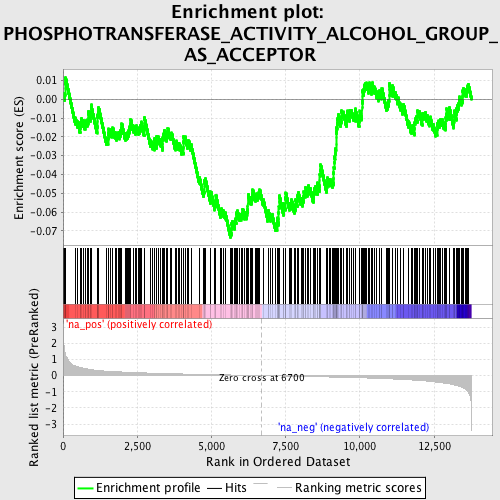 Enrichment plot:
PHOSPHOTRANSFERASE_ACTIVITY_ALCOHOL_GROUP_
AS_ACCEPTOR
Enrichment score (ES)
0.01
0.00
-0.01
-0.02
-0.03
-0.04
-0.05
-0.06
-0.07
'na_pos' (positively correlated)
Ranked list metric (PreRanked)
3
2
1
0
-1
-2
-3
Zero cross at 6700
'na_neg' (negatively correlated)
0
2,500
5,000
7,500
10,000
12,500
Rank in Ordered Dataset
Enrichment profile
Hits
Ranking metric scores